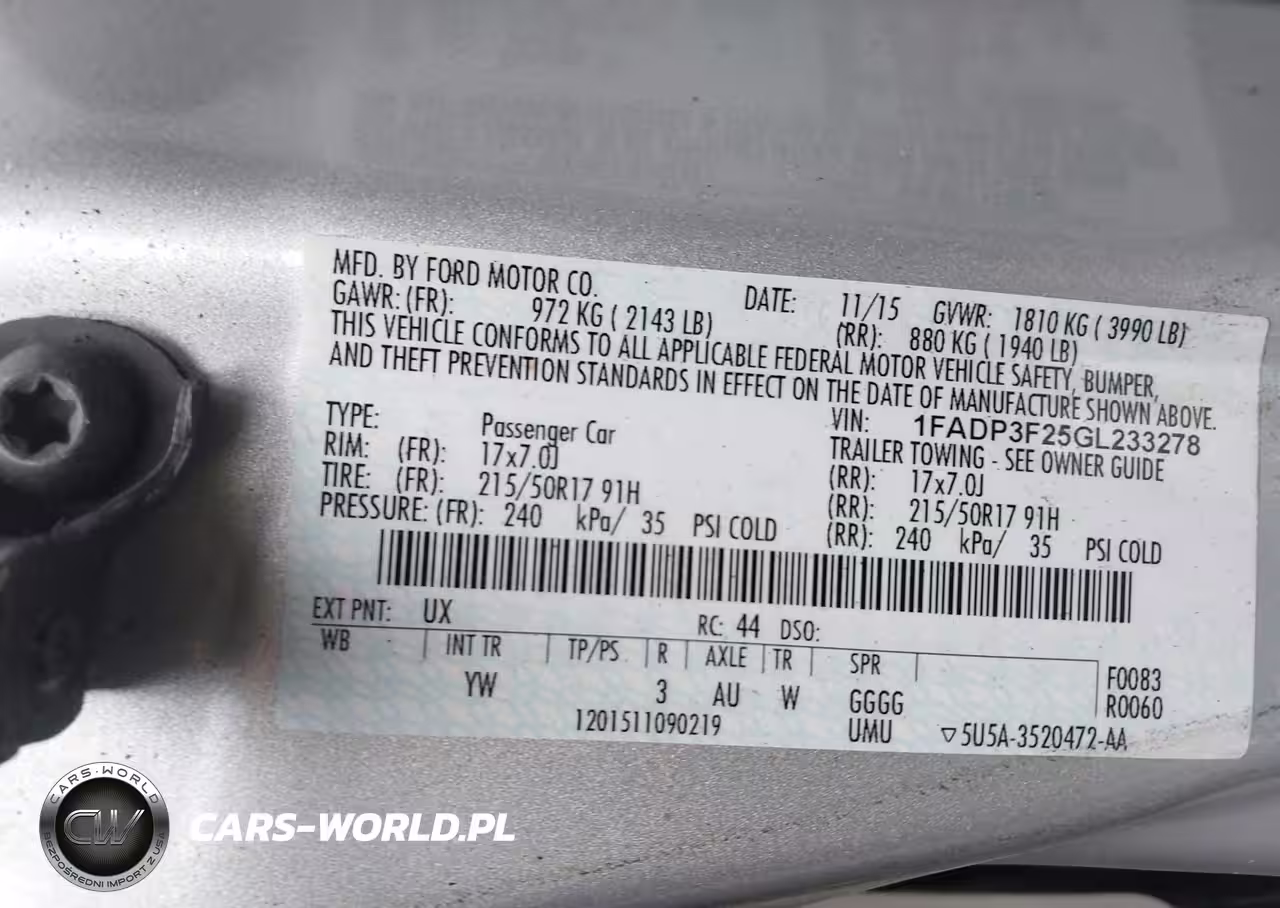 MFD. BY FORD MOTOR CO. DATE: 11/15 GVWR: 1810 KG ( 3990 LB)
GAWR: (FR): 972 KG ( 2143 LB) (RR): 880 KG ( 1940 LB)
THIS VEHICLE CONFORMS TO ALL APPLICABLE FEDERAL MOTOR VEHICLE SAFETY, BUMPER,
AND THEFT PREVENTION STANDARDS IN EFFECT ON THE DATE OF MANUFACTURE SHOWN ABOVE.
VIN: 1FADP3F25GL233278
TYPE: Passenger Car TRAILER TOWING - SEE OWNER GUIDE
RIM: (FR): 17x7.0J (RR): 17x7.0J
TIRE: (FR): 215/50R17 91H (RR): 215/50R17 91H
PRESSURE: (FR): 240 kPa/ 35 PSI COLD (RR): 240 kPa/ 35 PSI COLD
EXT PNT: UX RC: 44 DSO:
WB INT TR TP/PS R AXLE TR SPR F0083
YW 3 AU W GGGG R0060
1201511090219 UMU ▽5U5A-3520472-AA
CARS-WORLD
CW
BEZPOŚREDNI IMPORT Z USA
CARS-WORLD.PL